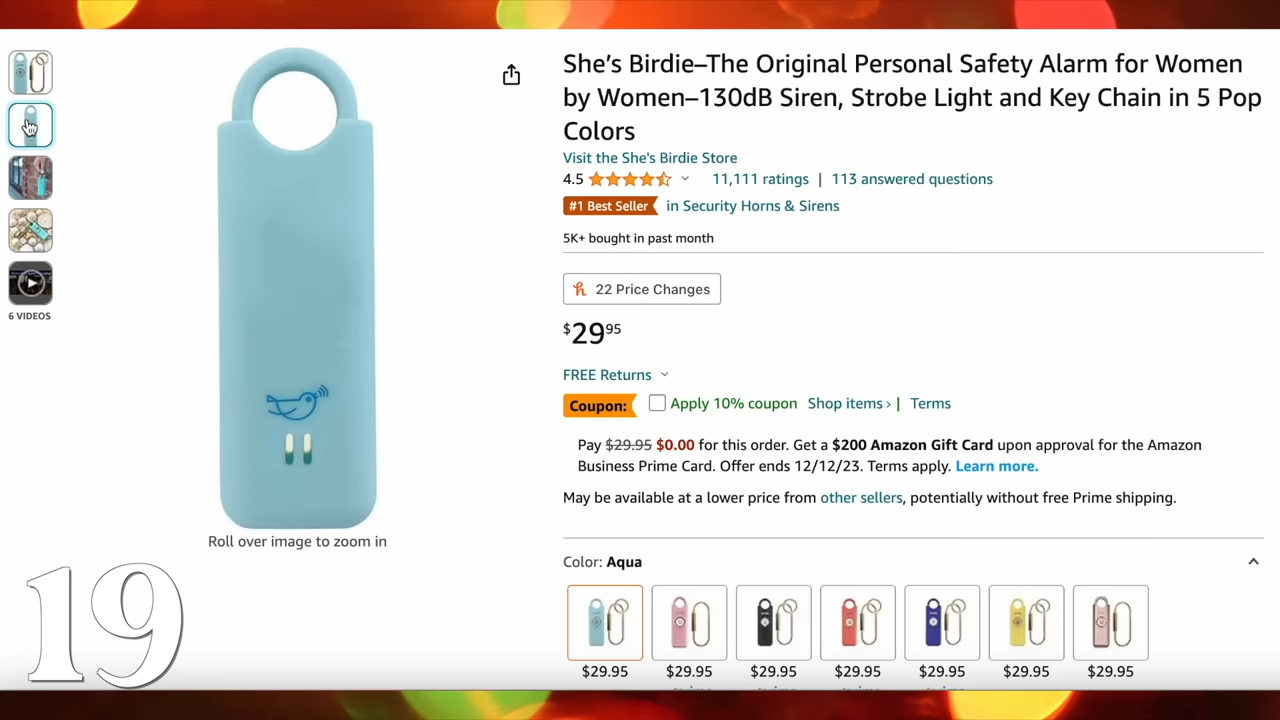 She’s Birdie–The Original Personal Safety Alarm for Women
by Women–130dB Siren, Strobe Light and Key Chain in 5 Pop
Colors
Visit the She's Birdie Store
4.5 11,111 ratings | 113 answered questions
#1 Best Seller in Security Horns & Sirens
5K+ bought in past month
22 Price Changes
$29 95
FREE Returns
Coupon: Apply 10% coupon Shop items › | Terms
Pay $29.95 $0.00 for this order. Get a $200 Amazon Gift Card upon approval for the Amazon
Business Prime Card. Offer ends 12/12/23. Terms apply. Learn more.
May be available at a lower price from other sellers, potentially without free Prime shipping.
Color: Aqua
$29.95 $29.95 $29.95 $29.95 $29.95 $29.95 $29.95
6 VIDEOS
Roll over image to zoom in
19